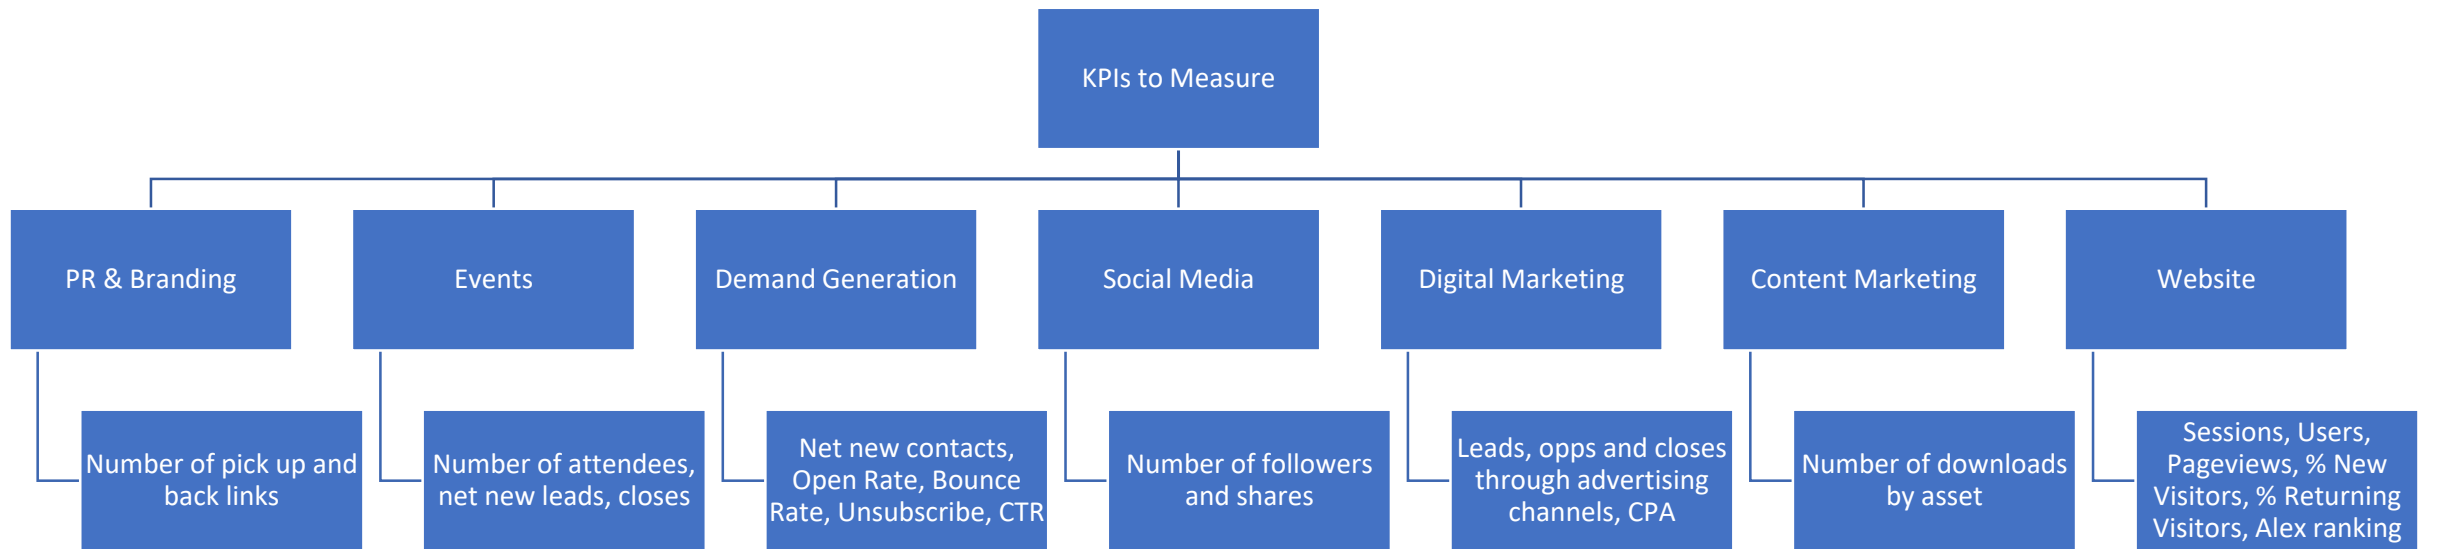 KPIs to Measure
PR & Branding
Events
Demand Generation
Social Media
Digital Marketing
Content Marketing
Website
Number of pick up and
back links
Number of attendees,
net new leads, closes
Net new contacts,
Open Rate, Bounce
Rate, Unsubscribe, CTR
Number of followers
and shares
Leads, opps and closes
through advertising
channels, CPA
Number of downloads
by asset
Sessions, Users,
Pageviews, % New
Visitors, % Returning
Visitors, Alex ranking